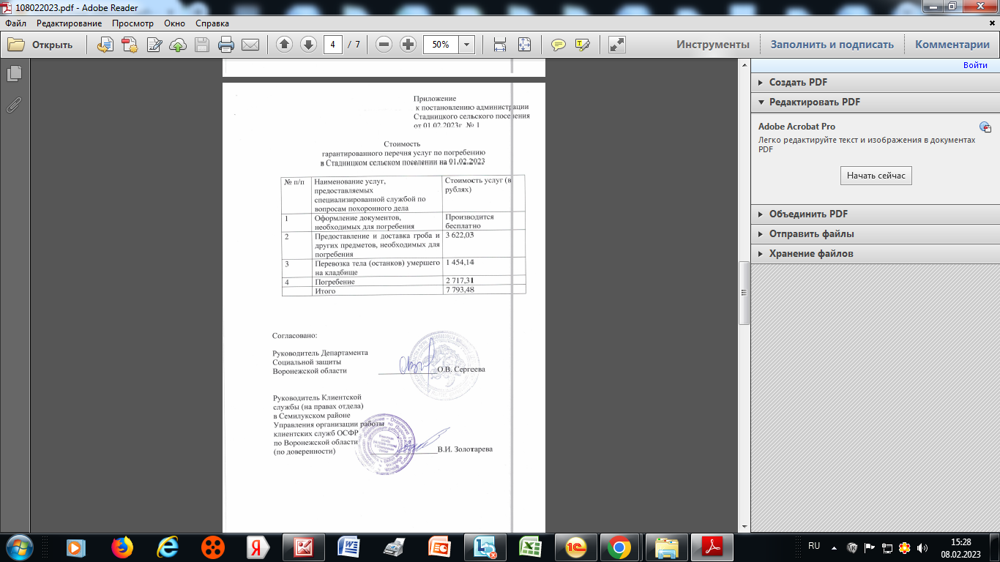 108022023.pdf - Adobe Reader
Файл Редактирование Просмотр Окно Справка
Открыть 4 / 7 50% Инструменты Заполнить и подписать Комментарии
Войти
Создать PDF
Редактировать PDF
Adobe Acrobat Pro
Легко редактируйте текст и изображения в документах
PDF
Начать сейчас
Объединить PDF
Отправить файлы
Хранение файлов
Приложение
к постановлению администрации
Стадницкого сельского поселения
от 01.02.2023г. № 1
Стоимость
гарантированного перечня услуг по погребению
в Стадницком сельском поселении на 01.02.2023
№ п/п Наименование услуг, Стоимость услуг (в
предоставляемых рублях)
специализированной службой по
вопросам похоронного дела
1 Оформление документов, Производится
необходимых для погребения бесплатно
2 Предоставление и доставка гроба и 3 622,03
других предметов, необходимых для
погребения
3 Перевозка тела (останков) умершего 1 454,14
на кладбище
4 Погребение 2 717,31
Итого 7 793,48
Согласовано:
Руководитель Департамента
Социальной защиты
Воронежской области О.В. Сергеева
Руководитель Клиентской
службы (на правах отдела)
в Семилукском районе
Управления организации работы
клиентских служб ОСФР
по Воронежской области
(по доверенности) В.И. Золотарева
RU 15:28
08.02.2023